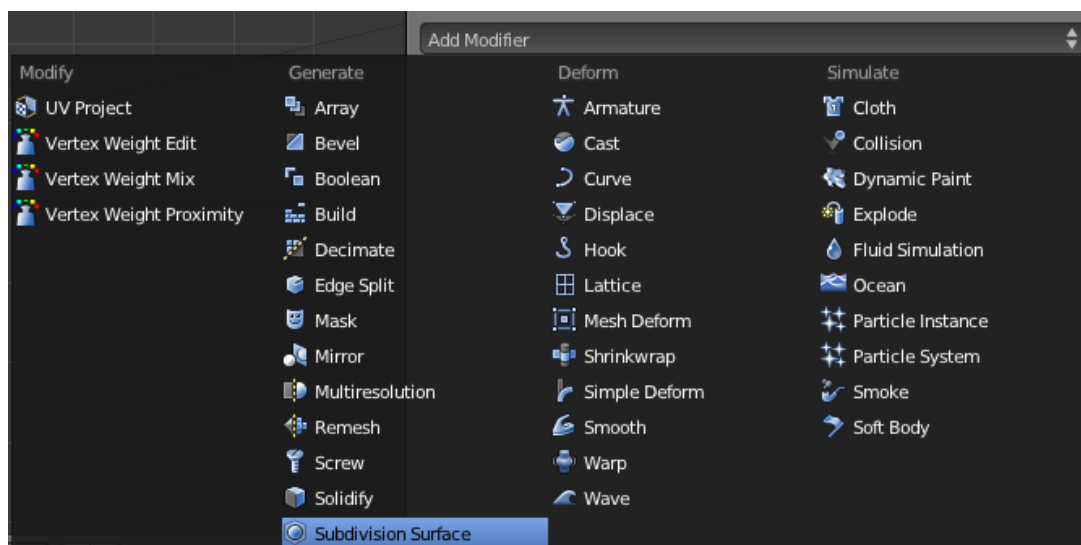 Add Modifier
Modify
UV Project
Vertex Weight Edit
Vertex Weight Mix
Vertex Weight Proximity
Generate
Array
Bevel
Boolean
Build
Decimate
Edge Split
Mask
Mirror
Multiresolution
Remesh
Screw
Solidify
Subdivision Surface
Deform
Armature
Cast
Curve
Displace
Hook
Lattice
Mesh Deform
Shrinkwrap
Simple Deform
Smooth
Warp
Wave
Simulate
Cloth
Collision
Dynamic Paint
Explode
Fluid Simulation
Ocean
Particle Instance
Particle System
Smoke
Soft Body